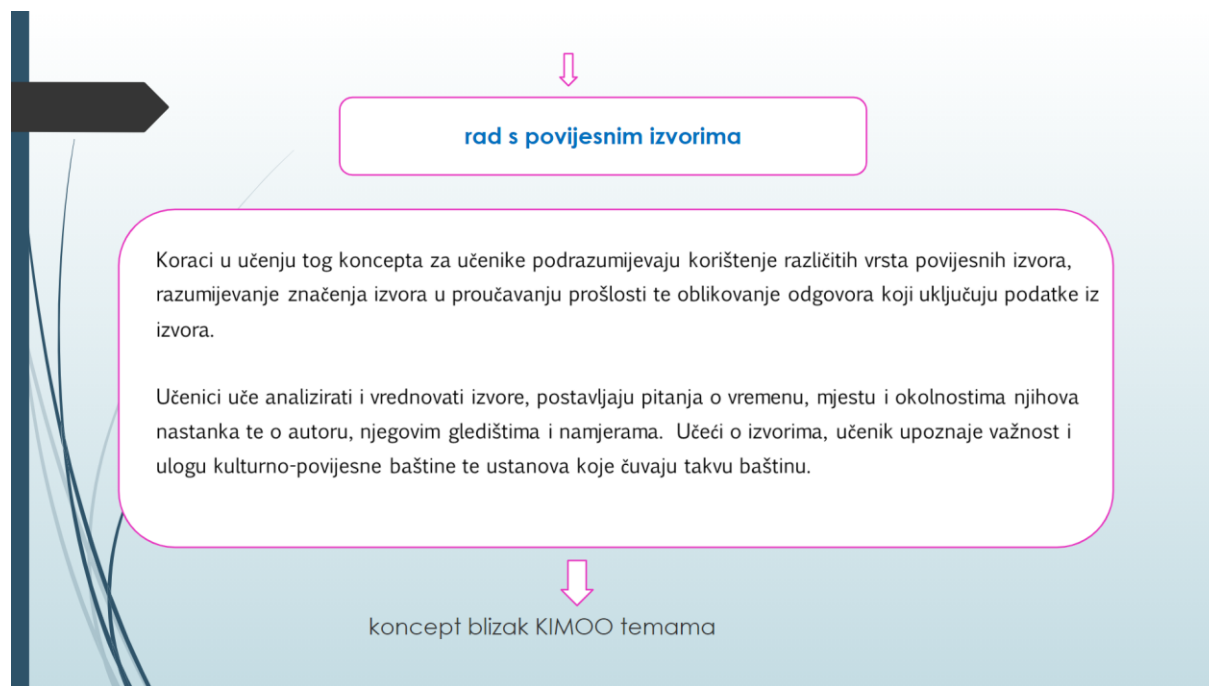 rad s povijesnim izvorima
Koraci u učenju tog koncepta za učenike podrazumijevaju korištenje različitih vrsta povijesnih izvora,
razumijevanje značenja izvora u proučavanju prošlosti te oblikovanje odgovora koji uključuju podatke iz
izvora.
Učenici uče analizirati i vrednovati izvore, postavljaju pitanja o vremenu, mjestu i okolnostima njihova
nastanka te o autoru, njegovim gledištima i namjerama. Učeći o izvorima, učenik upoznaje važnost i
ulogu kulturno-povijesne baštine te ustanova koje čuvaju takvu baštinu.
koncept blizak KIMOO temama